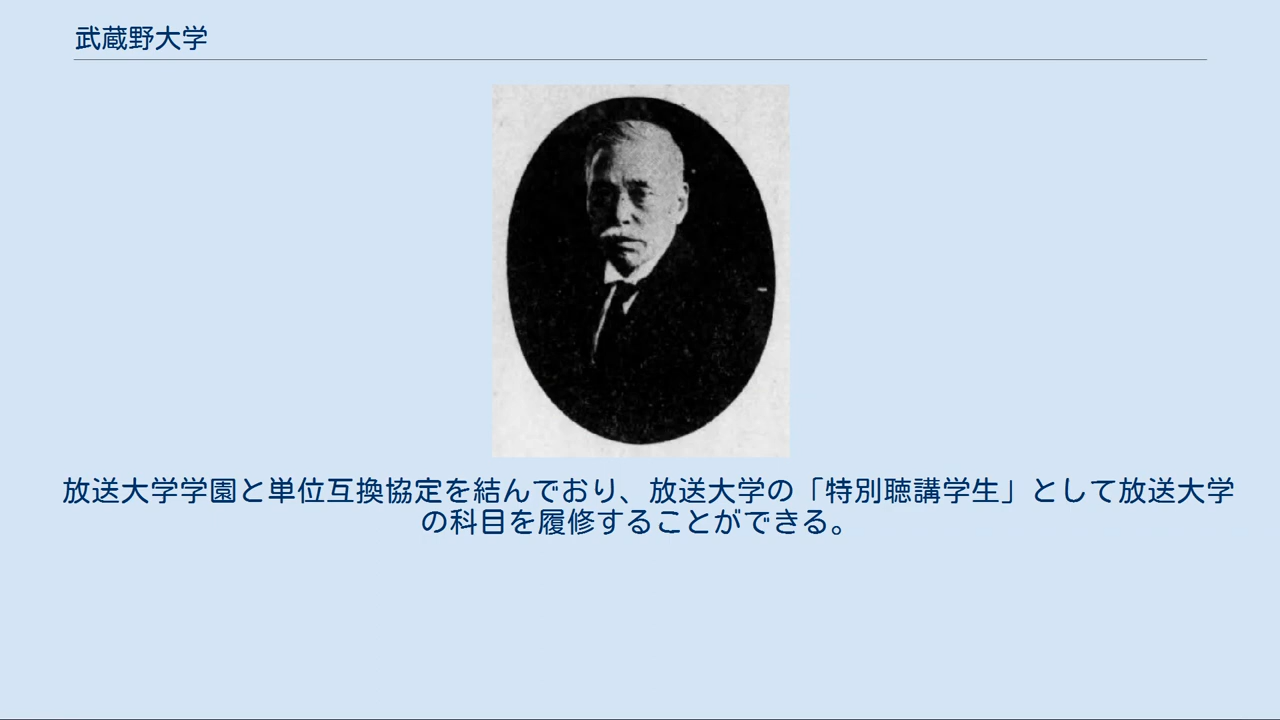 武蔵野大学
放送大学学園と単位互換協定を結んでおり、放送大学の「特別聴講学生」として放送大学
の科目を履修することができる。